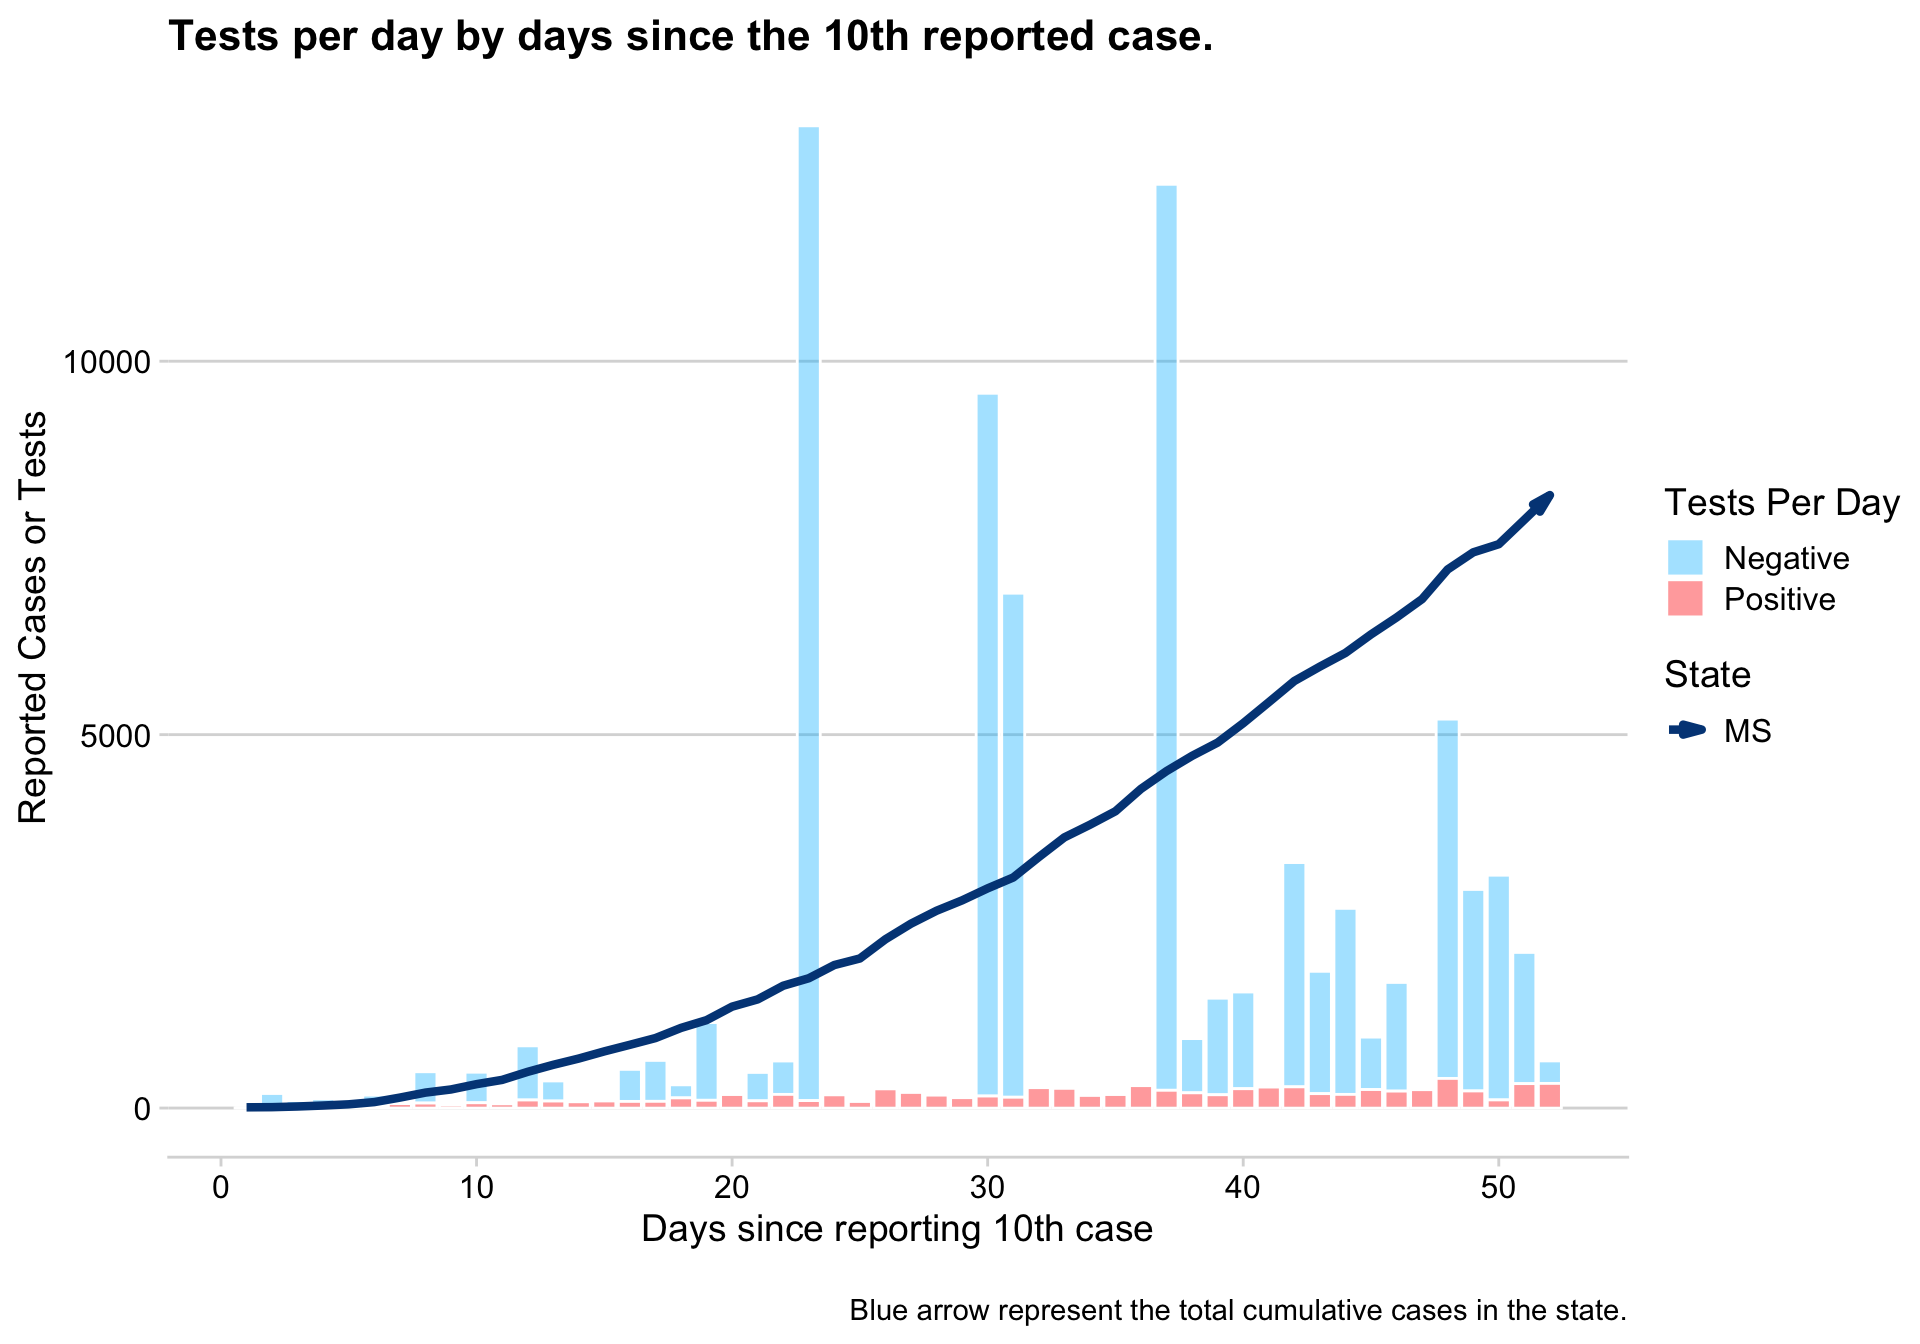 Tests per day by days since the 10th reported case.
Reported Cases or Tests
10000
5000
0
0 10 20 30 40 50
Days since reporting 10th case
Tests Per Day
Negative
Positive
State
MS
Blue arrow represent the total cumulative cases in the state.